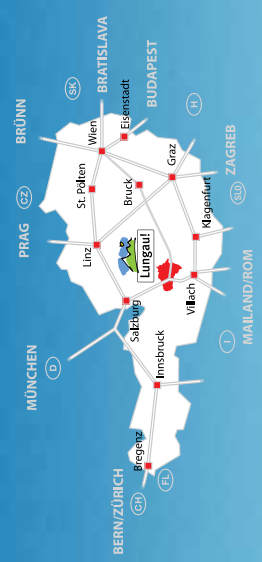 BERN/ZÜRICH
MÜNCHEN
PRAG
BRÜNN
BRATISLAVA
BUDAPEST
ZAGREB
MAILAND/ROM
CH
FL
D
CZ
SK
H
SLO
I
Bregenz
Innsbruck
Salzburg
Linz
St. Pölten
Wien
Eisenstadt
Bruck
Graz
Klagenfurt
Villach
Lungau!